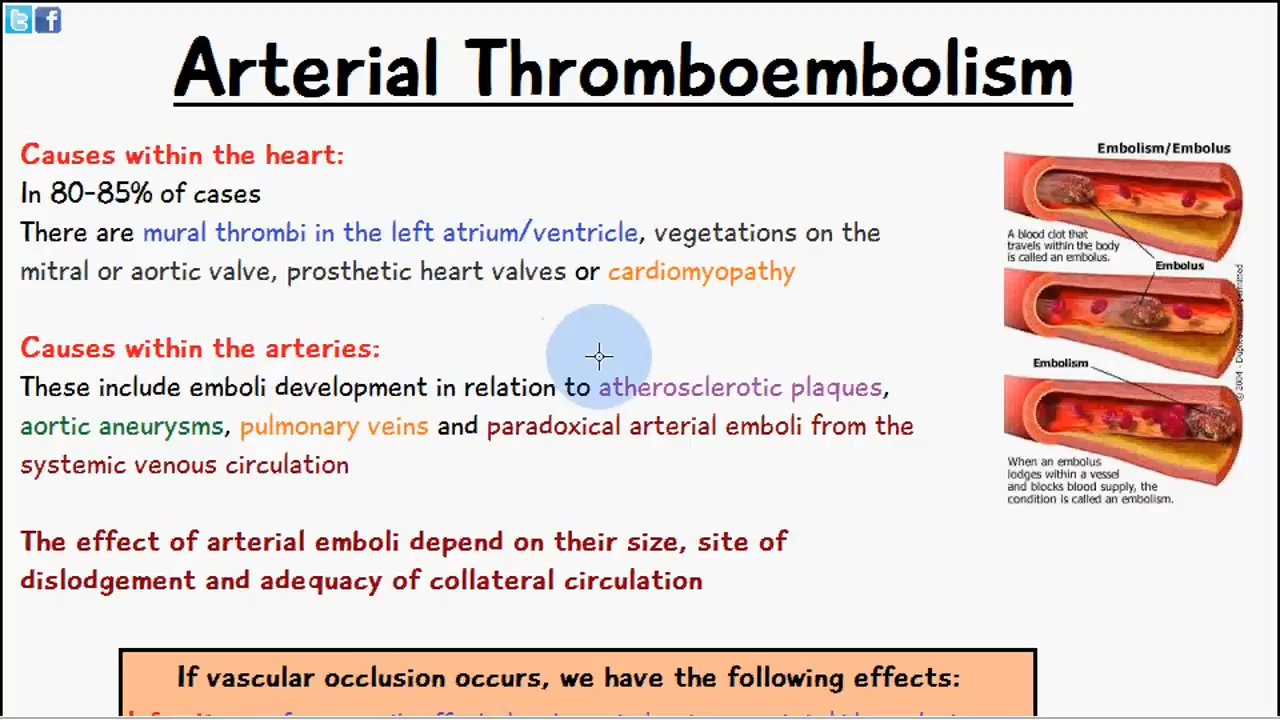 Arterial Thromboembolism
Causes within the heart:
In 80-85% of cases
There are mural thrombi in the left atrium/ventricle, vegetations on the
mitral or aortic valve, prosthetic heart valves or cardiomyopathy
Causes within the arteries:
These include emboli development in relation to atherosclerotic plaques,
aortic aneurysms, pulmonary veins and paradoxical arterial emboli from the
systemic venous circulation
The effect of arterial emboli depend on their size, site of
dislodgement and adequacy of collateral circulation
If vascular occlusion occurs, we have the following effects:
Embolism/Embolus
A blood clot that
travels within the body
is called an embolus.
Embolus
Embolism
When an embolus
lodges within a vessel
and blocks blood supply, the
condition is called an embolism.
© 2004